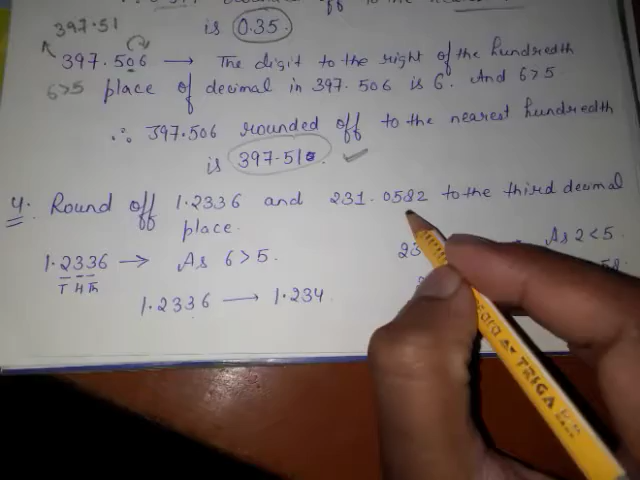 397.51
is 0.35.
397.506 → The digit to the right of the hundredth
6>5 place of decimal in 397.506 is 6. And 6>5.
∴ 397.506 rounded off to the nearest hundredth
is 397.51
4. Round off 1.2336 and 231.0582 to the third decimal
place.
1.2336 → As 6>5.
As 2<5.
T H Th
1.2336 → 1.234
TRIGA